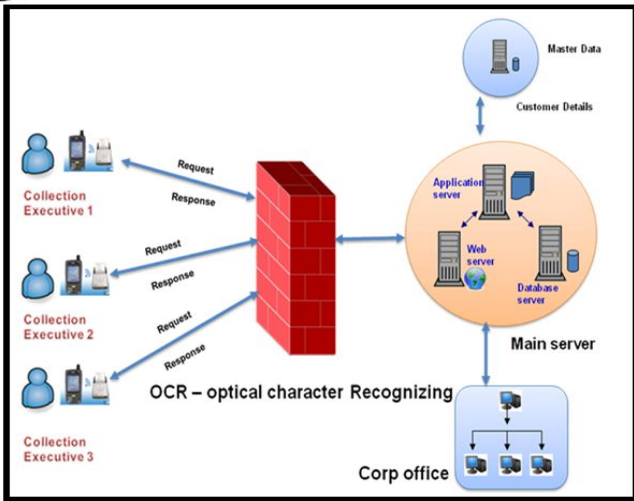 Master Data
Customer Details
Request
Response
Collection
Executive 1
Application
server
Web
server
Database
server
Request
Response
Collection
Executive 2
Request
Response
Main server
OCR – optical character Recognizing
Collection
Executive 3
Corp office